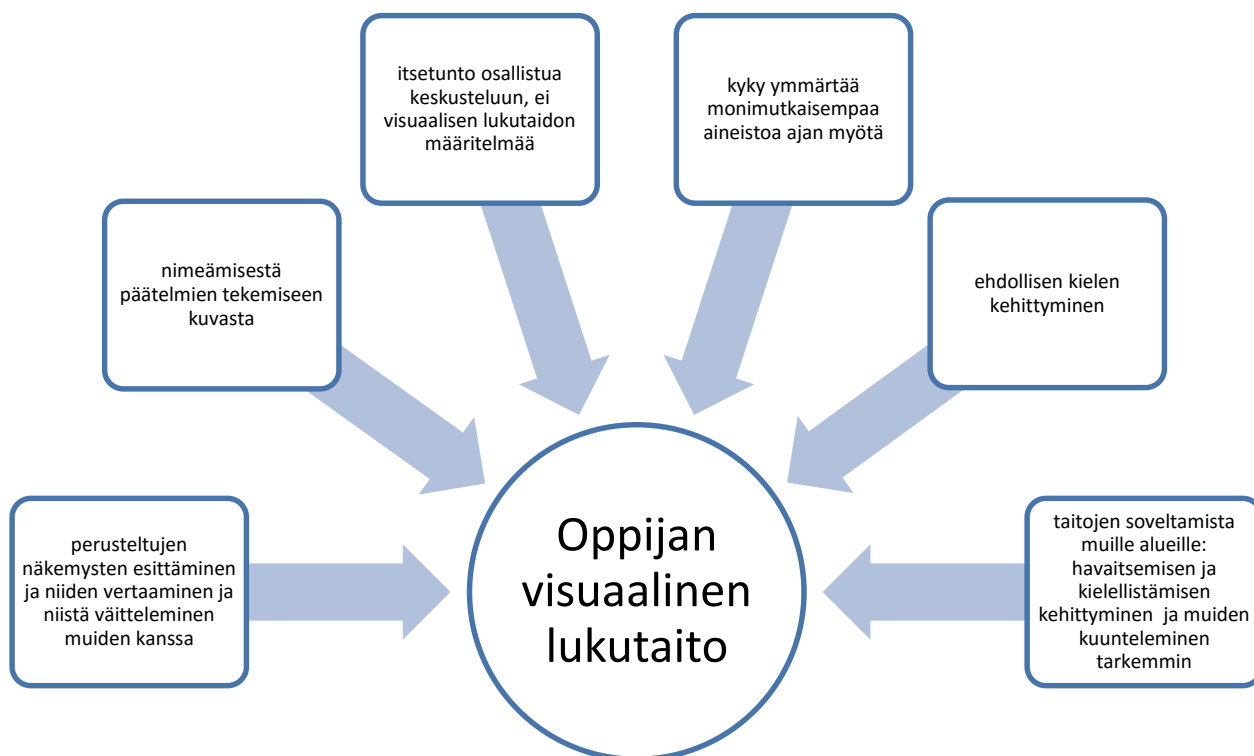 itsetunto osallistua
keskusteluun, ei
visuaalisen lukutaidon
määritelmää
kyky ymmärtää
monimutkaisempaa
aineistoa ajan myötä
nimeämisestä
päätelmien tekemiseen
kuvasta
ehdollisen kielen
kehittyminen
perusteltujen
näkemysten esittäminen
ja niiden vertaaminen ja
niistä väitteleminen
muiden kanssa
Oppijan
visuaalinen
lukutaito
taitojen soveltamista
muille alueille:
havaitsemisen ja
kielellistämisen
kehittyminen ja muiden
kuunteleminen
tarkemmin